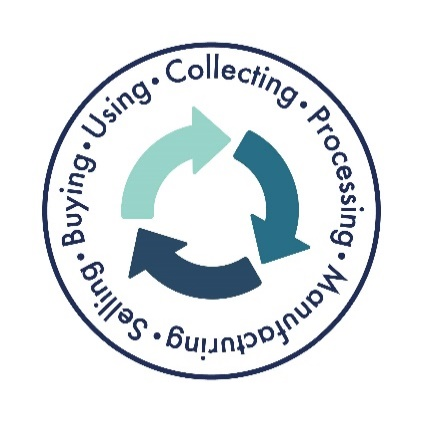 Collecting • Processing • Manufacturing • Selling • Buying • Using •